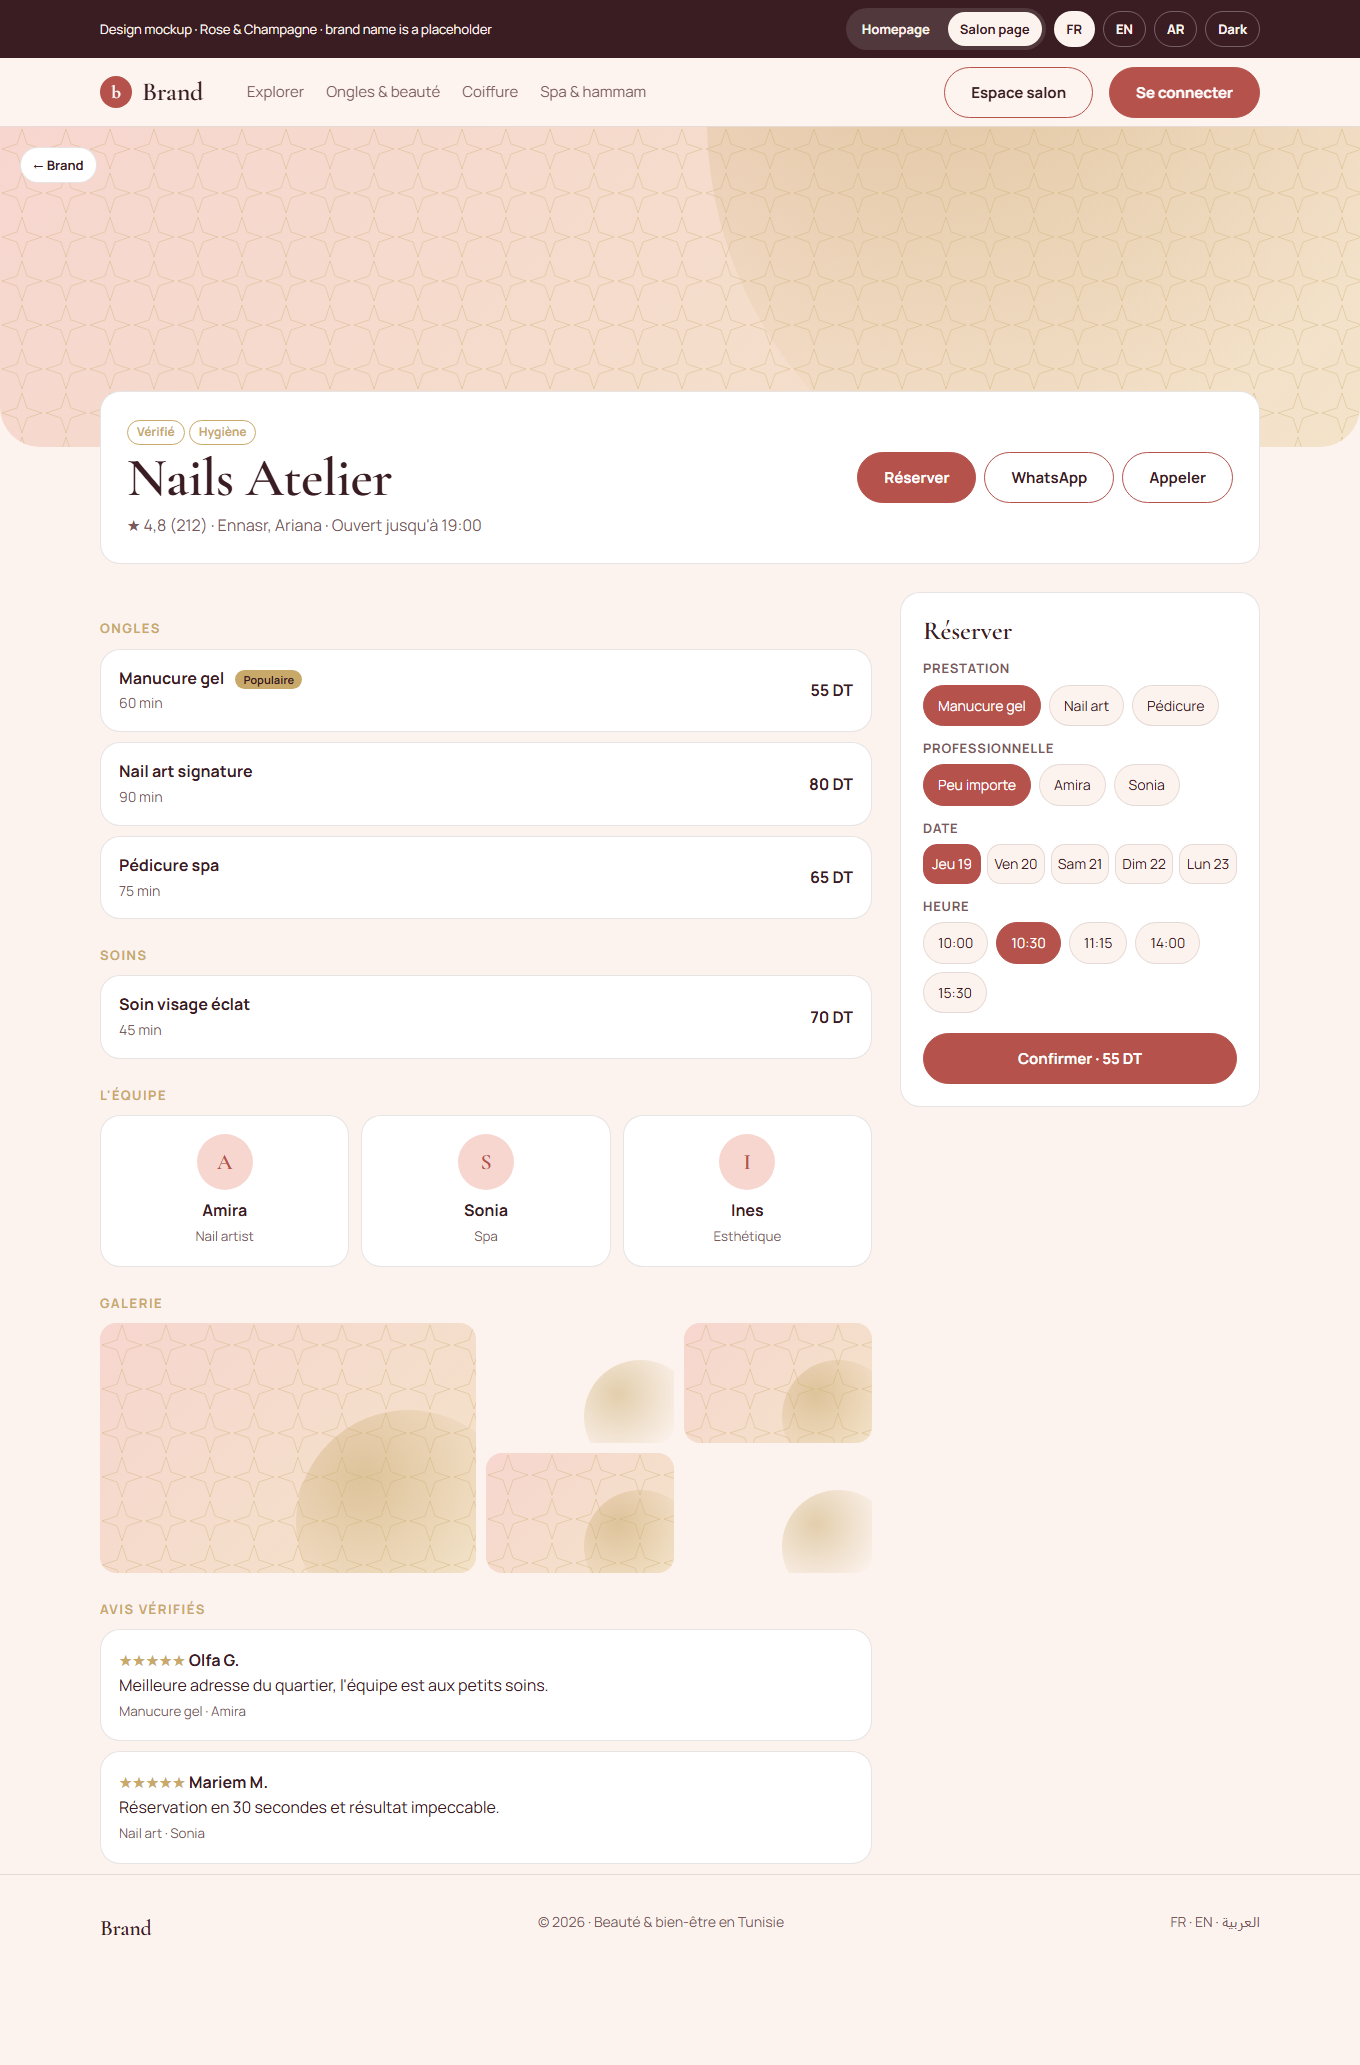 Design mockup · Rose & Champagne · brand name is a placeholder
Homepage
Salon page
FR
EN
AR
Dark
b
Brand
Explorer
Ongles & beauté
Coiffure
Spa & hammam
Espace salon
Se connecter
← Brand
Vérifié
Hygiène
Nails Atelier
★ 4,8 (212) · Ennasr, Ariana · Ouvert jusqu'à 19:00
Réserver
WhatsApp
Appeler
ONGLES
Manucure gel
Populaire
60 min
55 DT
Nail art signature
90 min
80 DT
Pédicure spa
75 min
65 DT
SOINS
Soin visage éclat
45 min
70 DT
L'ÉQUIPE
A
Amira
Nail artist
S
Sonia
Spa
I
Ines
Esthétique
GALERIE
AVIS VÉRIFIÉS
★★★★★ Olfa G.
Meilleure adresse du quartier, l'équipe est aux petits soins.
Manucure gel · Amira
★★★★★ Mariem M.
Réservation en 30 secondes et résultat impeccable.
Nail art · Sonia
Réserver
PRESTATION
Manucure gel
Nail art
Pédicure
PROFESSIONNELLE
Peu importe
Amira
Sonia
DATE
Jeu 19
Ven 20
Sam 21
Dim 22
Lun 23
HEURE
10:00
10:30
11:15
14:00
15:30
Confirmer · 55 DT
Brand
© 2026 · Beauté & bien-être en Tunisie
FR · EN · العربية